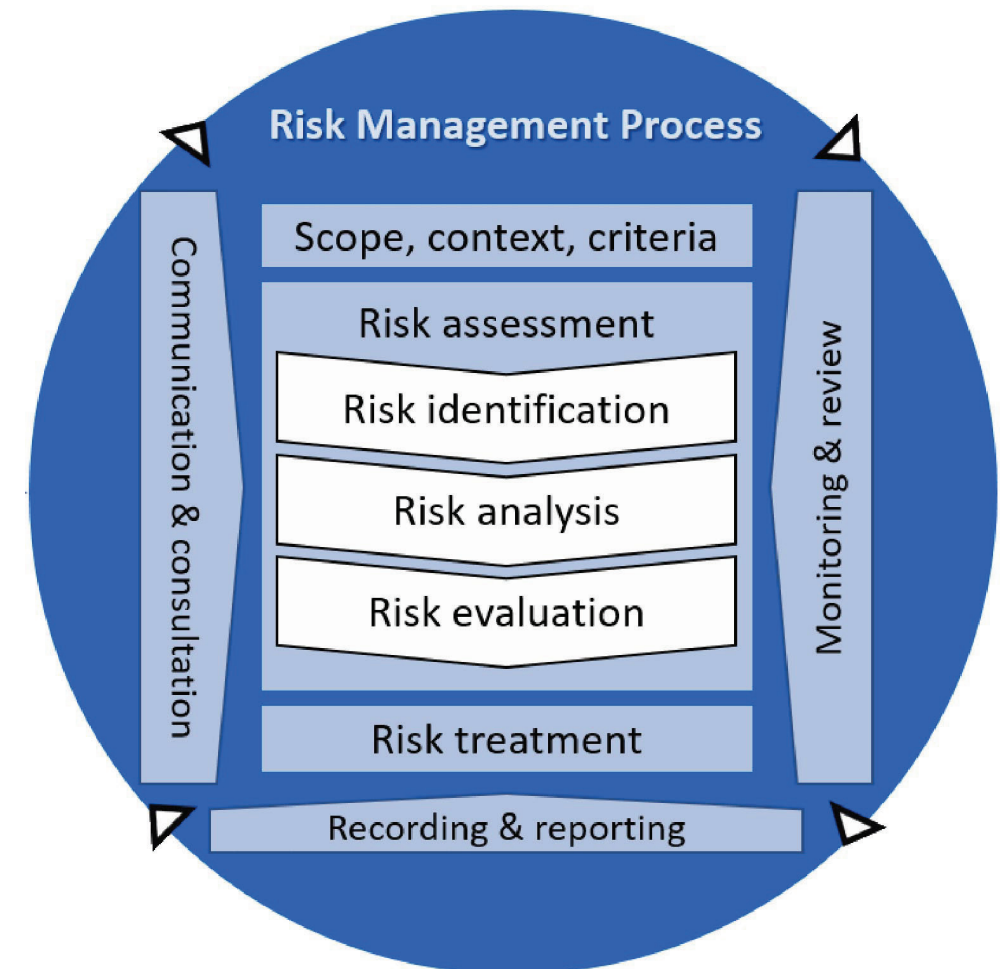 Risk Management Process
Scope, context, criteria
Communication & consultation
Risk assessment
Risk identification
Risk analysis
Risk evaluation
Monitoring & review
Risk treatment
Recording & reporting